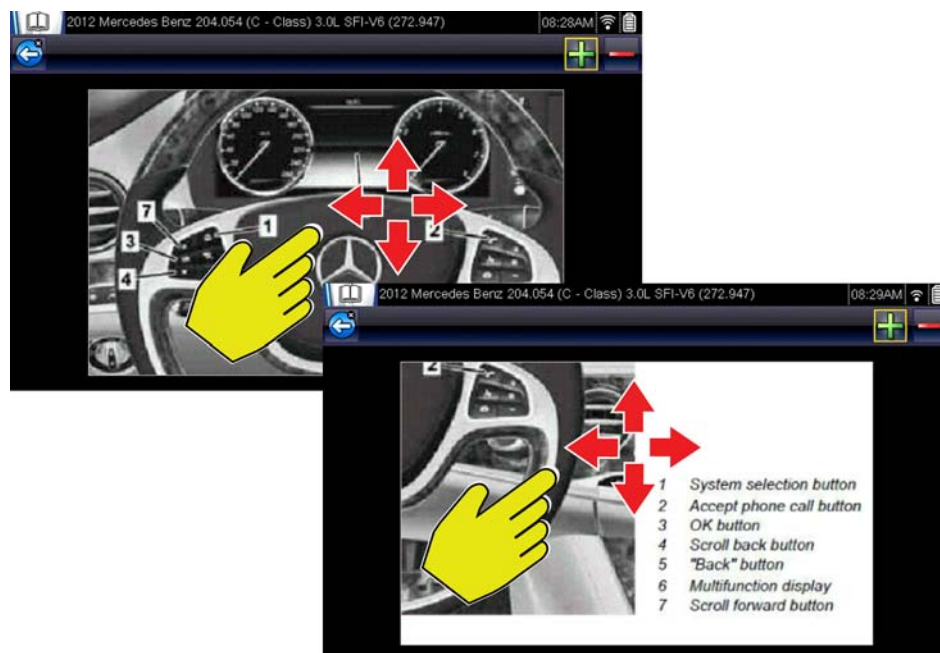 2012 Mercedes Benz 204.054 (C - Class) 3.0L SFI-V6 (272.947) 08:28AM
7
1
3
2
4
2012 Mercedes Benz 204.054 (C - Class) 3.0L SFI-V6 (272.947) 08:29AM
2
1 System selection button
2 Accept phone call button
3 OK button
4 Scroll back button
5 "Back" button
6 Multifunction display
7 Scroll forward button